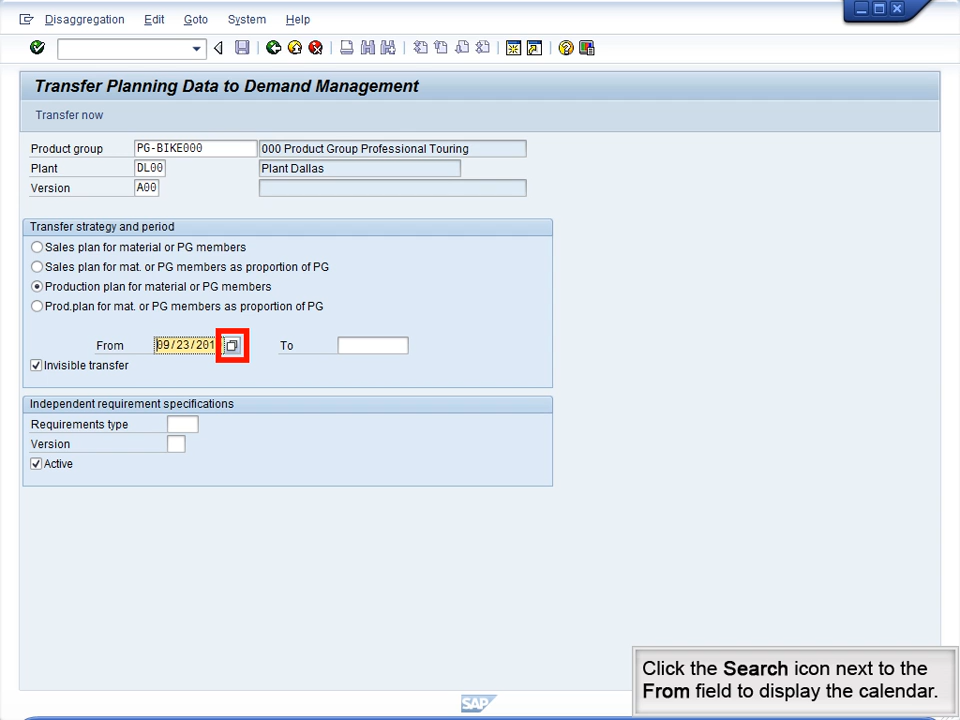 Disaggregation Edit Goto System Help
Transfer Planning Data to Demand Management
Transfer now
Product group PG-BIKE000 000 Product Group Professional Touring
Plant DL00 Plant Dallas
Version A00
Transfer strategy and period
Sales plan for material or PG members
Sales plan for mat. or PG members as proportion of PG
Production plan for material or PG members
Prod.plan for mat. or PG members as proportion of PG
From 09/23/201 To
Invisible transfer
Independent requirement specifications
Requirements type
Version
Active
Click the Search icon next to the
From field to display the calendar.
SAP